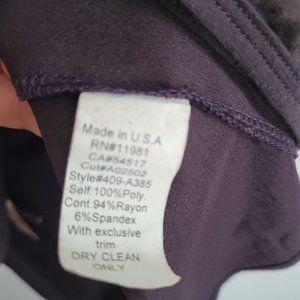 Made in U.S.A
RN#11981
CA#54517
Cut#A02502
Style#409-A385
Self:100%Poly.
Cont.94%Rayon
6%Spandex
With exclusive
trim
DRY CLEAN
ONLY